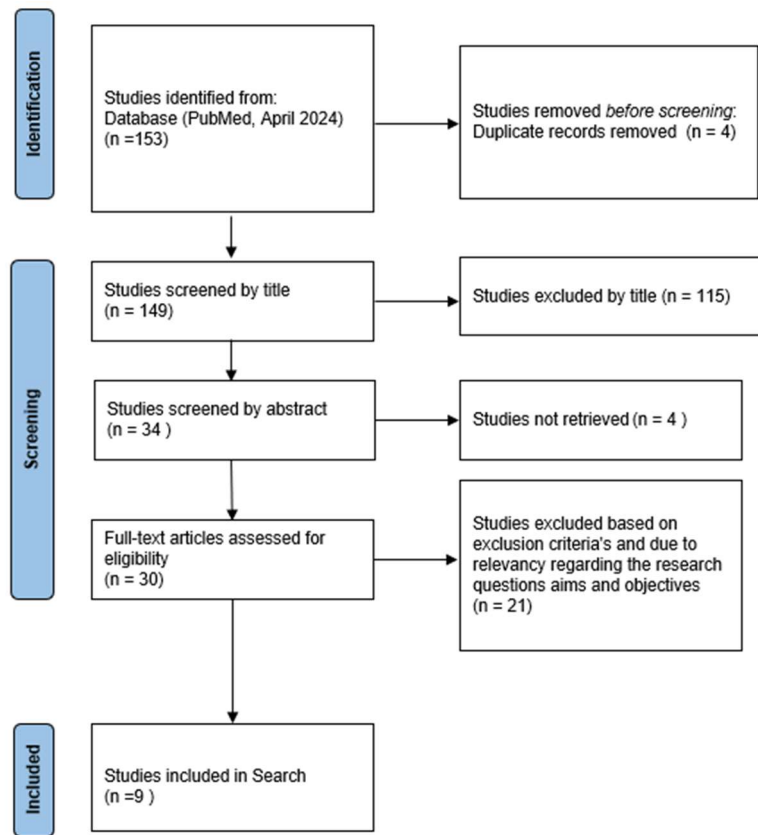 Identification
Studies identified from:
Database (PubMed, April 2024)
(n =153)
Studies removed before screening:
Duplicate records removed (n = 4)
Screening
Studies screened by title
(n = 149)
Studies excluded by title (n = 115)
Studies screened by abstract
(n = 34 )
Studies not retrieved (n = 4 )
Full-text articles assessed for
eligibility
(n = 30)
Studies excluded based on
exclusion criteria's and due to
relevancy regarding the research
questions aims and objectives
(n = 21)
Included
Studies included in Search
(n =9 )